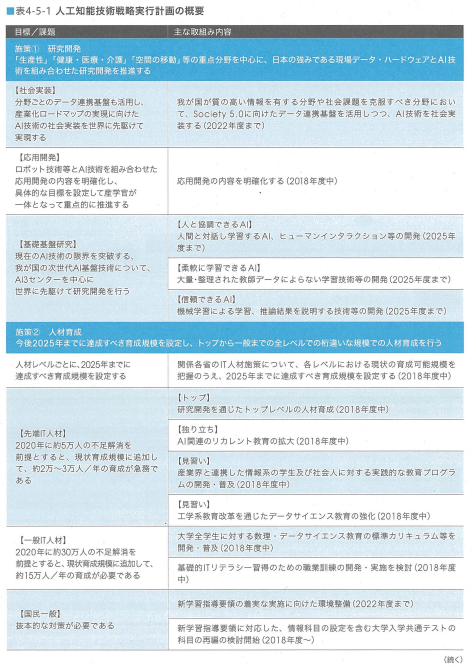 ■表4-5-1 人工知能技術戦略実行計画の概要
目標／課題
主な取組み内容
施策① 研究開発
「生産性」「健康・医療・介護」「空間の移動」等の重点分野を中心に、日本の強みである現場データ・ハードウェアとAI技
術を組み合わせた研究開発を推進する
【社会実装】
分野ごとのデータ連携基盤も活用し、
産業化ロードマップの実現に向けた
AI技術の社会実装を世界に先駆けて
実現する
我が国が質の高い情報を有する分野や社会課題を克服すべき分野におい
て、Society 5.0に向けたデータ連携基盤を活用しつつ、AI技術を社会実
装する（2022年度まで）
【応用開発】
ロボット技術等とAI技術を組み合わせた
応用開発の内容を明確化し、
具体的な目標を設定して産学官が
一体となって重点的に推進する
応用開発の内容を明確化する（2018年度中）
【基礎基盤研究】
現在のAI技術の限界を突破する、
我が国の次世代AI基盤技術について、
AI3センターを中心に
世界に先駆けて研究開発を行う
【人と協調できるAI】
人間と対話し学習するAI、ヒューマンインタラクション等の開発（2025年
度まで）
【柔軟に学習できるAI】
大量・整理された教師データによらない学習技術等の開発（2025年度まで）
【信頼できるAI】
機械学習による学習、推論結果を説明する技術等の開発（2025年度まで）
施策② 人材育成
今後2025年までに達成すべき育成規模を設定し、トップから一般までの全レベルでの桁違いな規模での人材育成を行う
人材レベルごとに、2025年までに
達成すべき育成規模を設定する
関係各省のIT人材施策について、各レベルにおける現状の育成可能規模を
把握のうえ、2025年までに達成すべき育成規模を設定する（2018年度中）
【先端IT人材】
2020年に約5万人の不足解消を
前提とすると、現状育成規模に追加し
て、約2万～3万人／年の育成が急務で
ある
【トップ】
研究開発を通じたトップレベルの人材育成（2018年度中）
【独り立ち】
AI関連のリカレント教育の拡大（2018年度中）
【見習い】
産業界と連携した情報系の学生及び社会人に対する実践的な教育プログラ
ムの開発・普及（2018年度中）
【見習い】
工学系教育改革を通じたデータサイエンス教育の強化（2018年度中）
【一般IT人材】
2020年に約30万人の不足解消を
前提とすると、現状育成規模に追加して、
約15万人／年の育成が必要である
大学全学生に対する数理・データサイエンス教育の標準カリキュラム等を
開発・普及（2018年度中）
基礎的ITリテラシー習得のための職業訓練の開発・実施を検討（2018年度
中）
【国民一般】
抜本的な対策が必要である
新学習指導要領の着実な実施に向けた環境整備（2022年度まで）
新学習指導要領に対応した、情報科目の設定を含む大学入学共通テストの
科目の再編の検討開始（2018年度～）
（続く）